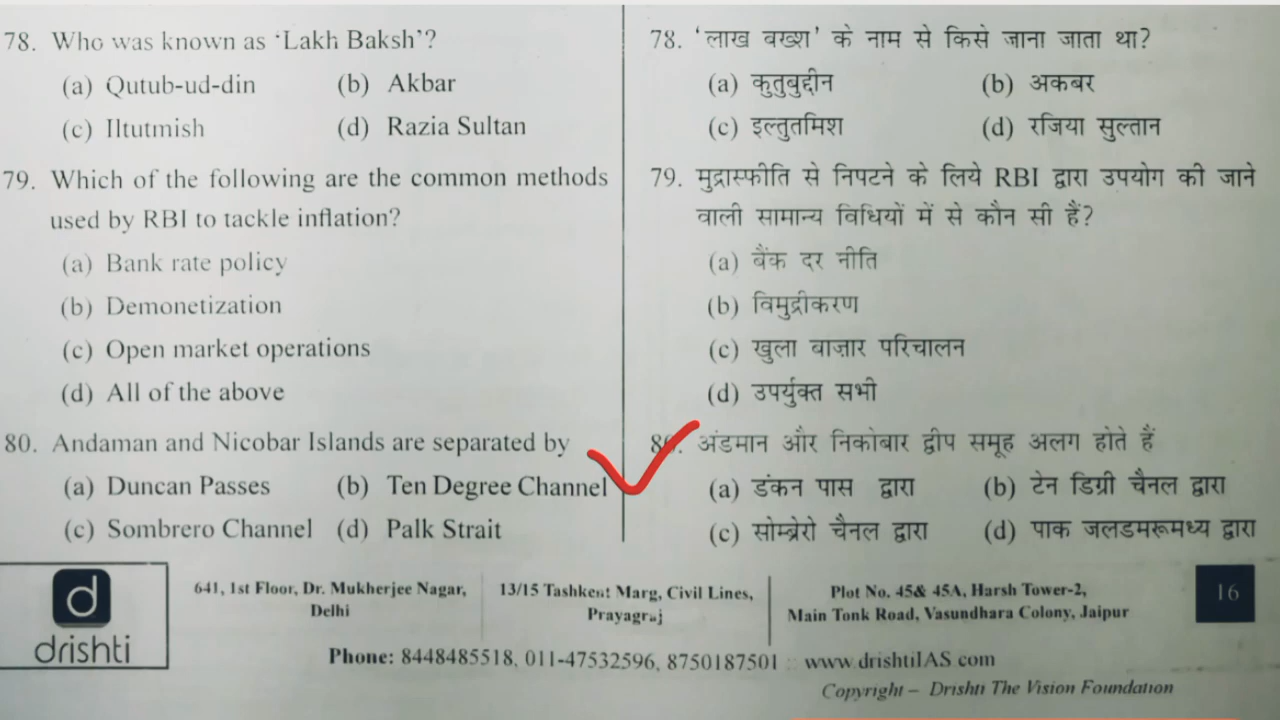 78. Who was known as ‘Lakh Baksh’?
(a) Qutub-ud-din (b) Akbar
(c) Iltutmish (d) Razia Sultan
79. Which of the following are the common methods
used by RBI to tackle inflation?
(a) Bank rate policy
(b) Demonetization
(c) Open market operations
(d) All of the above
80. Andaman and Nicobar Islands are separated by
(a) Duncan Passes (b) Ten Degree Channel
(c) Sombrero Channel (d) Palk Strait
78. ‘लाख बख्श’ के नाम से किसे जाना जाता था?
(a) कुतुबुद्दीन (b) अकबर
(c) इल्तुतमिश (d) रजिया सुल्तान
79. मुद्रास्फीति से निपटने के लिये RBI द्वारा उपयोग की जाने
वाली सामान्य विधियों में से कौन सी हैं?
(a) बैंक दर नीति
(b) विमुद्रीकरण
(c) खुला बाज़ार परिचालन
(d) उपर्युक्त सभी
80. अंडमान और निकोबार द्वीप समूह अलग होते हैं
(a) डंकन पास द्वारा (b) टेन डिग्री चैनल द्वारा
(c) सोम्ब्रेरो चैनल द्वारा (d) पाक जलडमरूमध्य द्वारा
d
drishti
641, 1st Floor, Dr. Mukherjee Nagar,
Delhi
13/15 Tashkent Marg, Civil Lines,
Prayagraj
Plot No. 45& 45A, Harsh Tower-2,
Main Tonk Road, Vasundhara Colony, Jaipur
16
Phone: 8448485518, 011-47532596, 8750187501 :: www.drishtiIAS.com
Copyright – Drishti The Vision Foundation